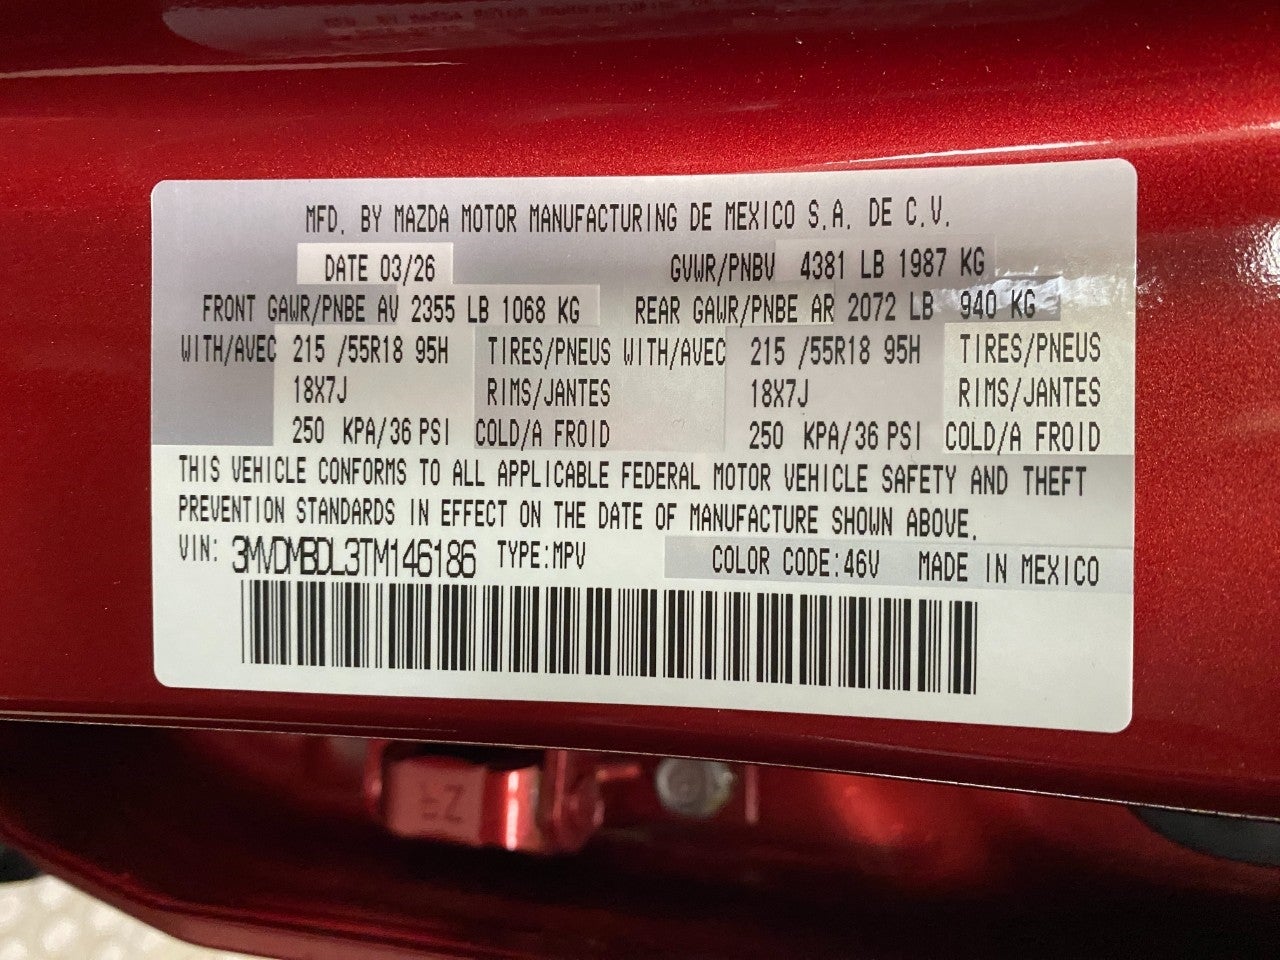 MFD. BY MAZDA MOTOR MANUFACTURING DE MEXICO S.A. DE C.V.
DATE 03/26 GVWR/PNBV 4381 LB 1987 KG
FRONT GAWR/PNBE AV 2355 LB 1068 KG REAR GAWR/PNBE AR 2072 LB 940 KG
WITH/AVEC 215 /55R18 95H TIRES/PNEUS WITH/AVEC 215 /55R18 95H TIRES/PNEUS
18X7J RIMS/JANTES 18X7J RIMS/JANTES
250 KPA/36 PSI COLD/A FROID 250 KPA/36 PSI COLD/A FROID
THIS VEHICLE CONFORMS TO ALL APPLICABLE FEDERAL MOTOR VEHICLE SAFETY AND THEFT
PREVENTION STANDARDS IN EFFECT ON THE DATE OF MANUFACTURE SHOWN ABOVE.
VIN: 3MVDMBDL3TM146186 TYPE:MPV COLOR CODE:46V MADE IN MEXICO